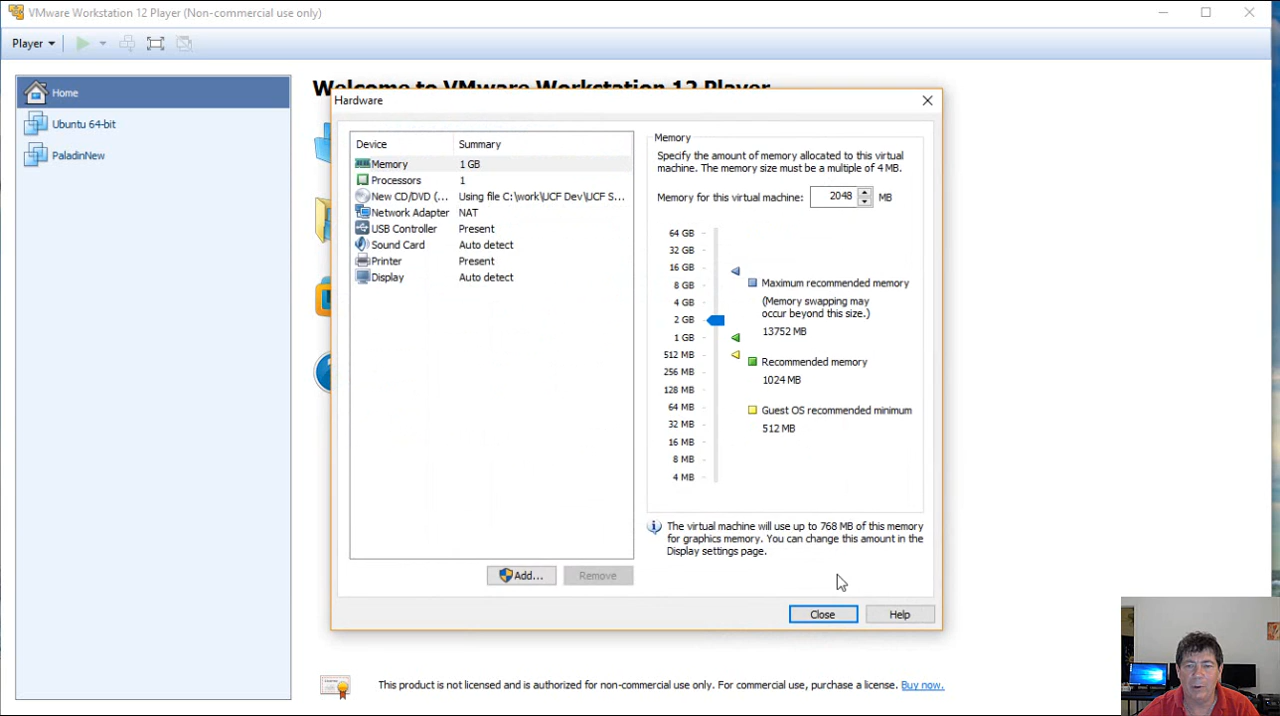 VMware Workstation 12 Player (Non-commercial use only)
Player
Home
Ubuntu 64-bit
PaladinNew
Welcome to VMware Workstation 12 Player
Hardware
Device Summary
Memory 1 GB
Processors 1
New CD/DVD (... Using file C:\work\UCF Dev\UCF S...
Network Adapter NAT
USB Controller Present
Sound Card Auto detect
Printer Present
Display Auto detect
Add...
Remove
Memory
Specify the amount of memory allocated to this virtual
machine. The memory size must be a multiple of 4 MB.
Memory for this virtual machine: 2048 MB
64 GB
32 GB
16 GB
8 GB
4 GB
2 GB
1 GB
512 MB
256 MB
128 MB
64 MB
32 MB
16 MB
8 MB
4 MB
Maximum recommended memory
(Memory swapping may
occur beyond this size.)
13752 MB
Recommended memory
1024 MB
Guest OS recommended minimum
512 MB
The virtual machine will use up to 768 MB of this memory
for graphics memory. You can change this amount in the
Display settings page.
Close
Help
This product is not licensed and is authorized for non-commercial use only. For commercial use, purchase a license. Buy now.